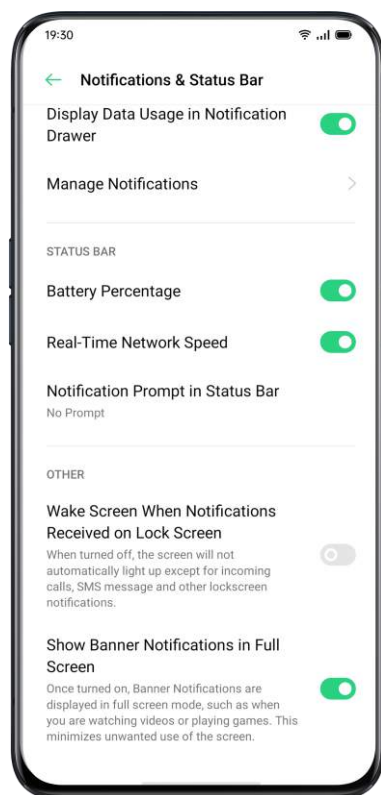 19:30
Notifications & Status Bar
Display Data Usage in Notification
Drawer
Manage Notifications
STATUS BAR
Battery Percentage
Real-Time Network Speed
Notification Prompt in Status Bar
No Prompt
OTHER
Wake Screen When Notifications
Received on Lock Screen
When turned off, the screen will not
automatically light up except for incoming
calls, SMS message and other lockscreen
notifications.
Show Banner Notifications in Full
Screen
Once turned on, Banner Notifications are
displayed in full screen mode, such as when
you are watching videos or playing games. This
minimizes unwanted use of the screen.